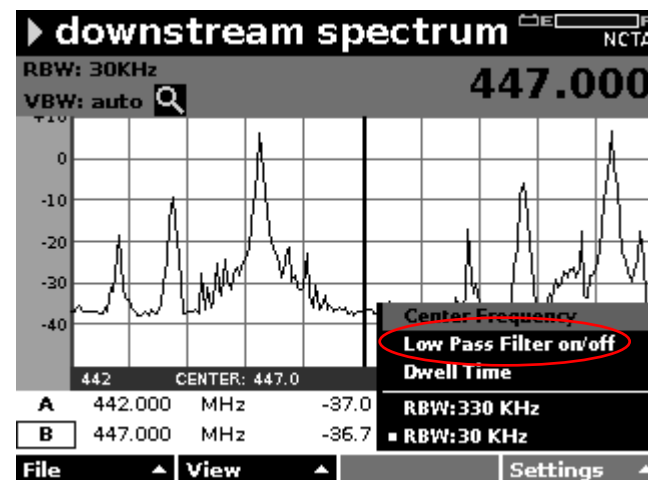 downstream spectrum
E F
NCTA
RBW: 30KHz
VBW: auto
447.000
+10
0
-10
-20
-30
-40
Center Frequency
Low Pass Filter on/off
Dwell Time
RBW:330 KHz
RBW:30 KHz
442 CENTER: 447.0
A 442.000 MHz -37.0
B 447.000 MHz -36.7
File View Settings